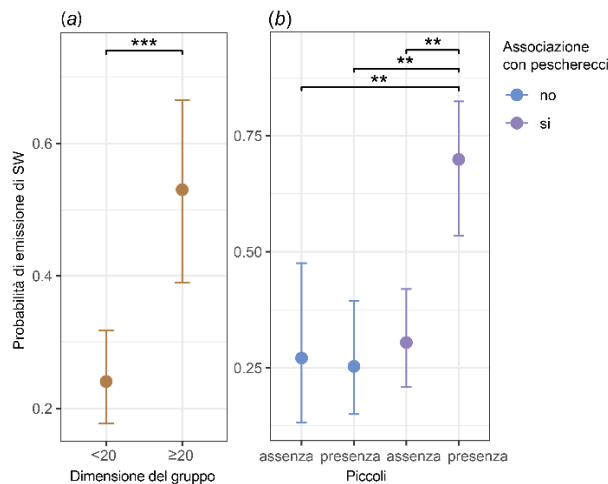 (a)
***
Probabilità di emissione di SW
0.6
0.4
0.2
<20
≥20
Dimensione del gruppo
(b)
**
**
**
0.75
0.50
0.25
assenza
presenza
assenza
presenza
Piccoli
Associazione
con pescherecci
no
si